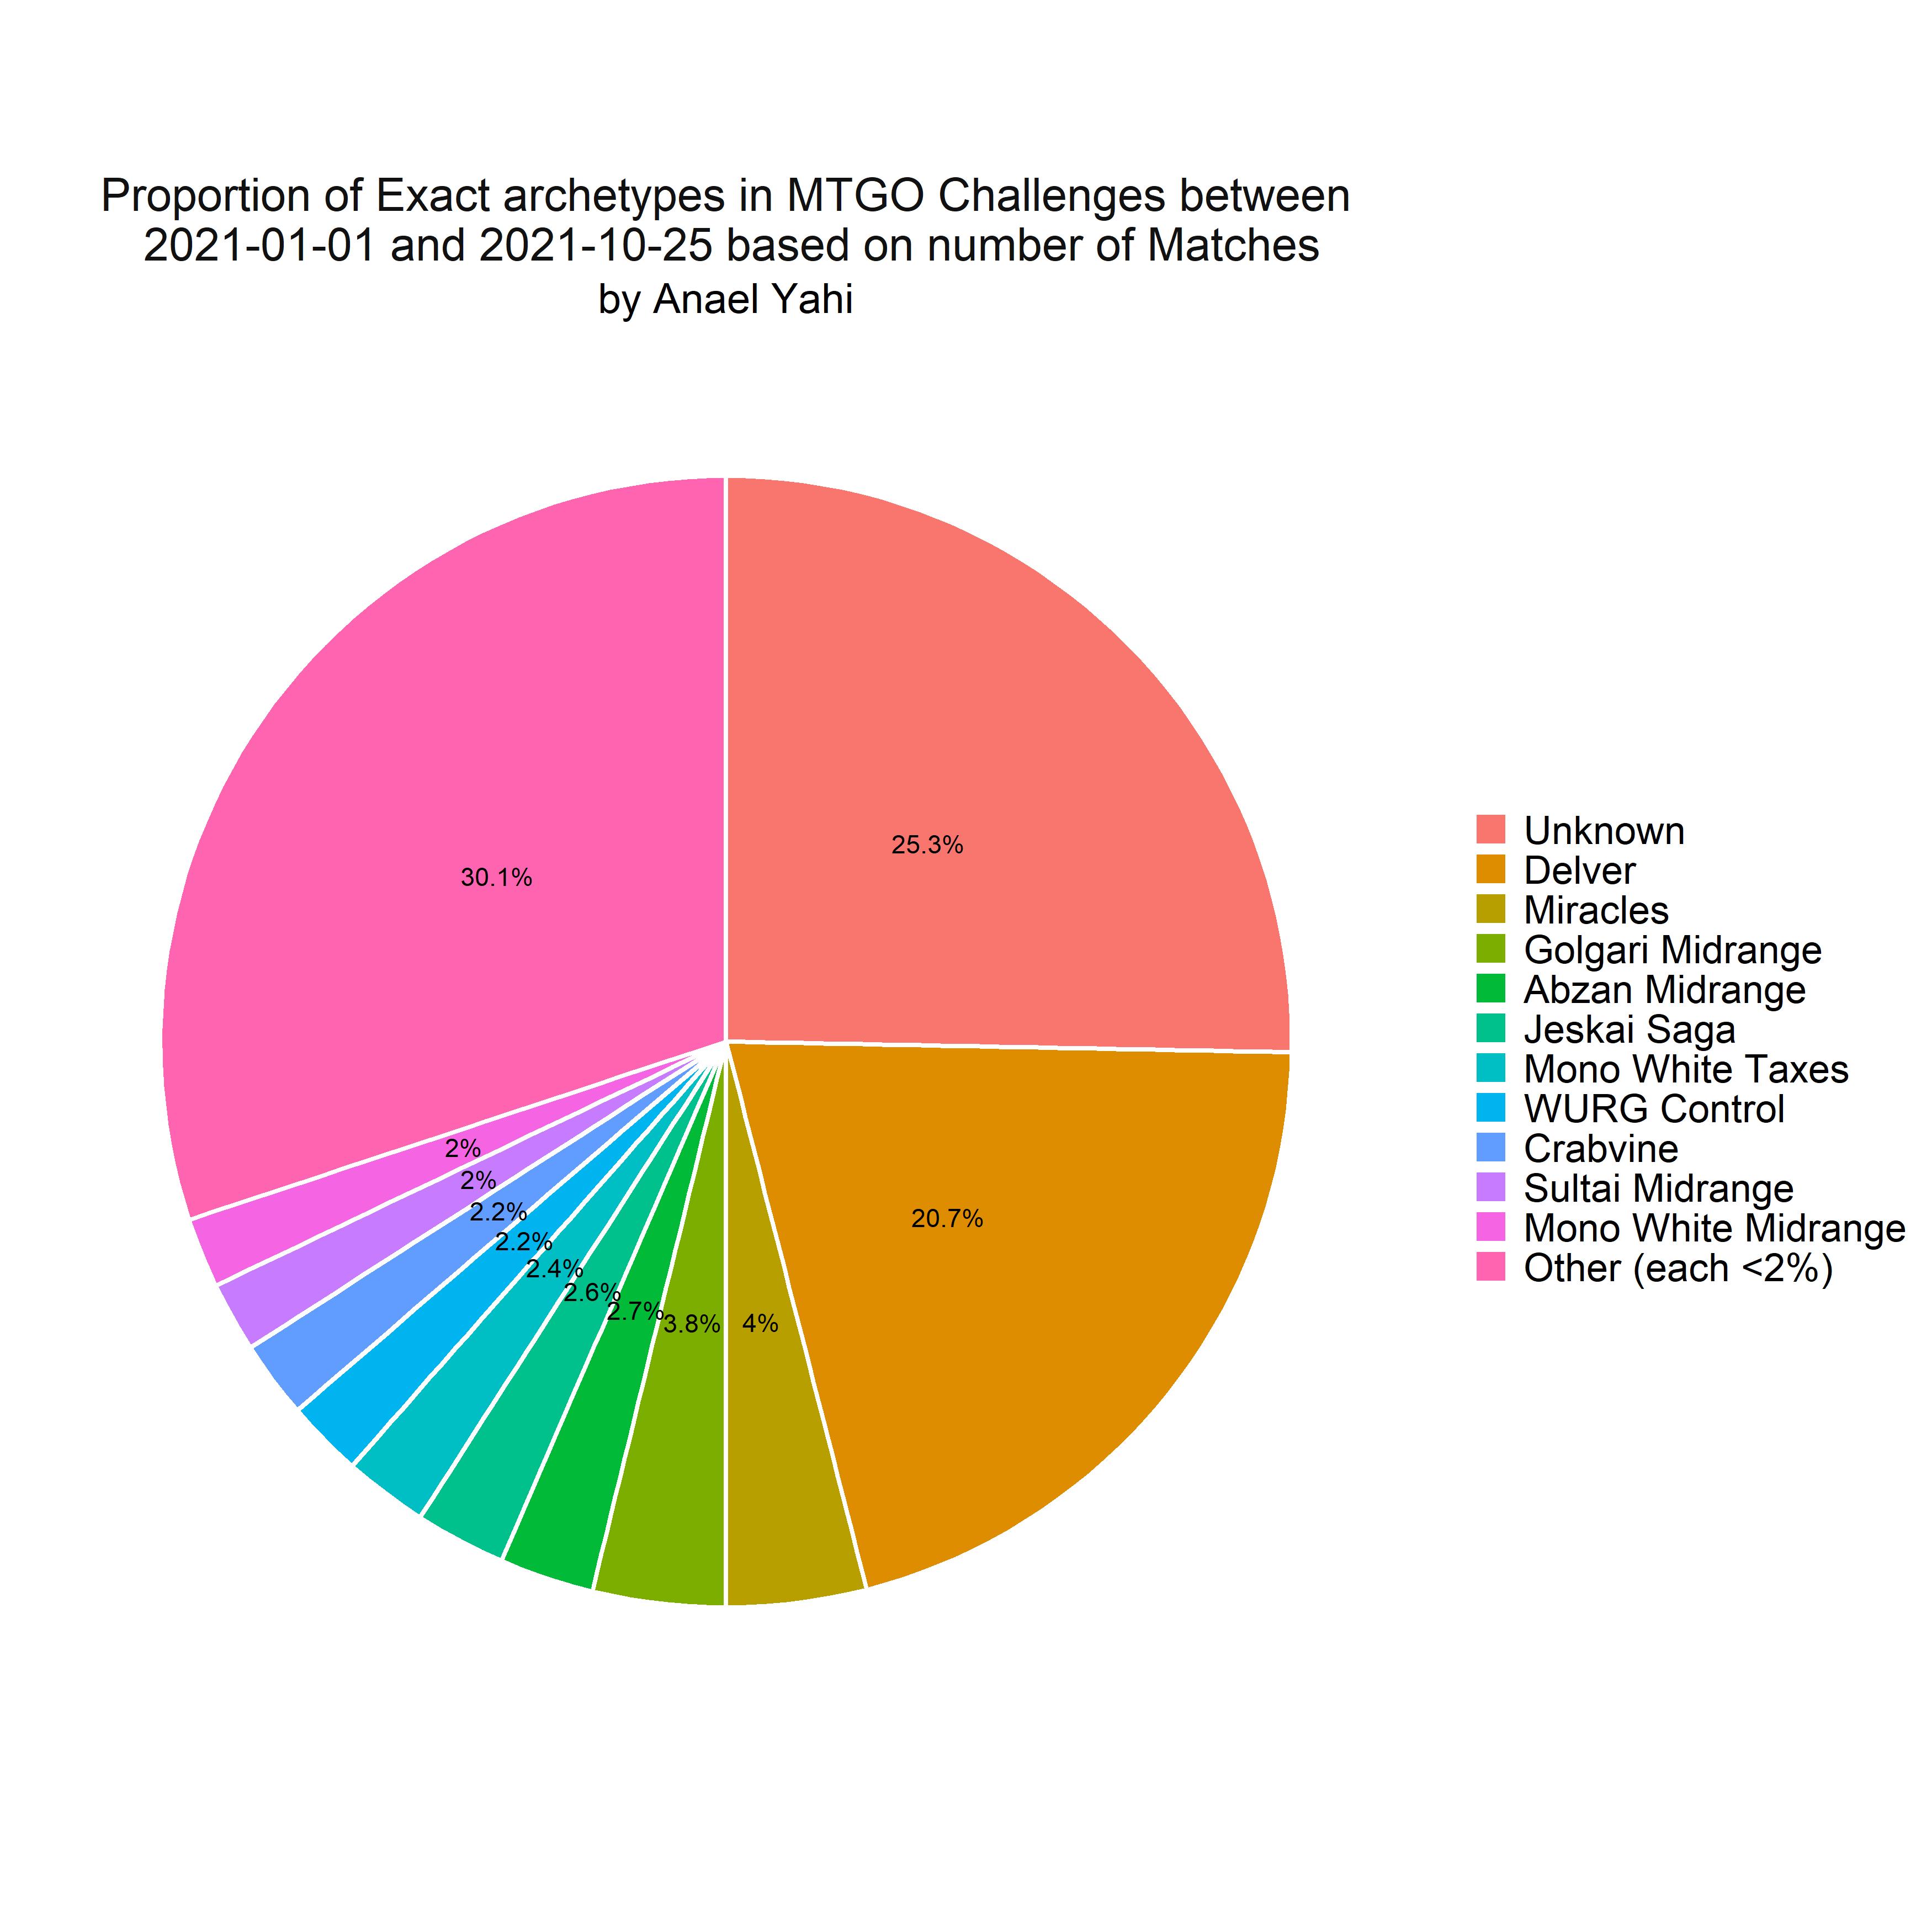 Proportion of Exact archetypes in MTGO Challenges between
2021-01-01 and 2021-10-25 based on number of Matches
by Anael Yahi
25.3%
30.1%
20.7%
2%
2%
2.2%
2.2%
2.4%
2.6%
2.7%
3.8%
4%
Unknown
Delver
Miracles
Golgari Midrange
Abzan Midrange
Jeskai Saga
Mono White Taxes
WURG Control
Crabvine
Sultai Midrange
Mono White Midrange
Other (each <2%)